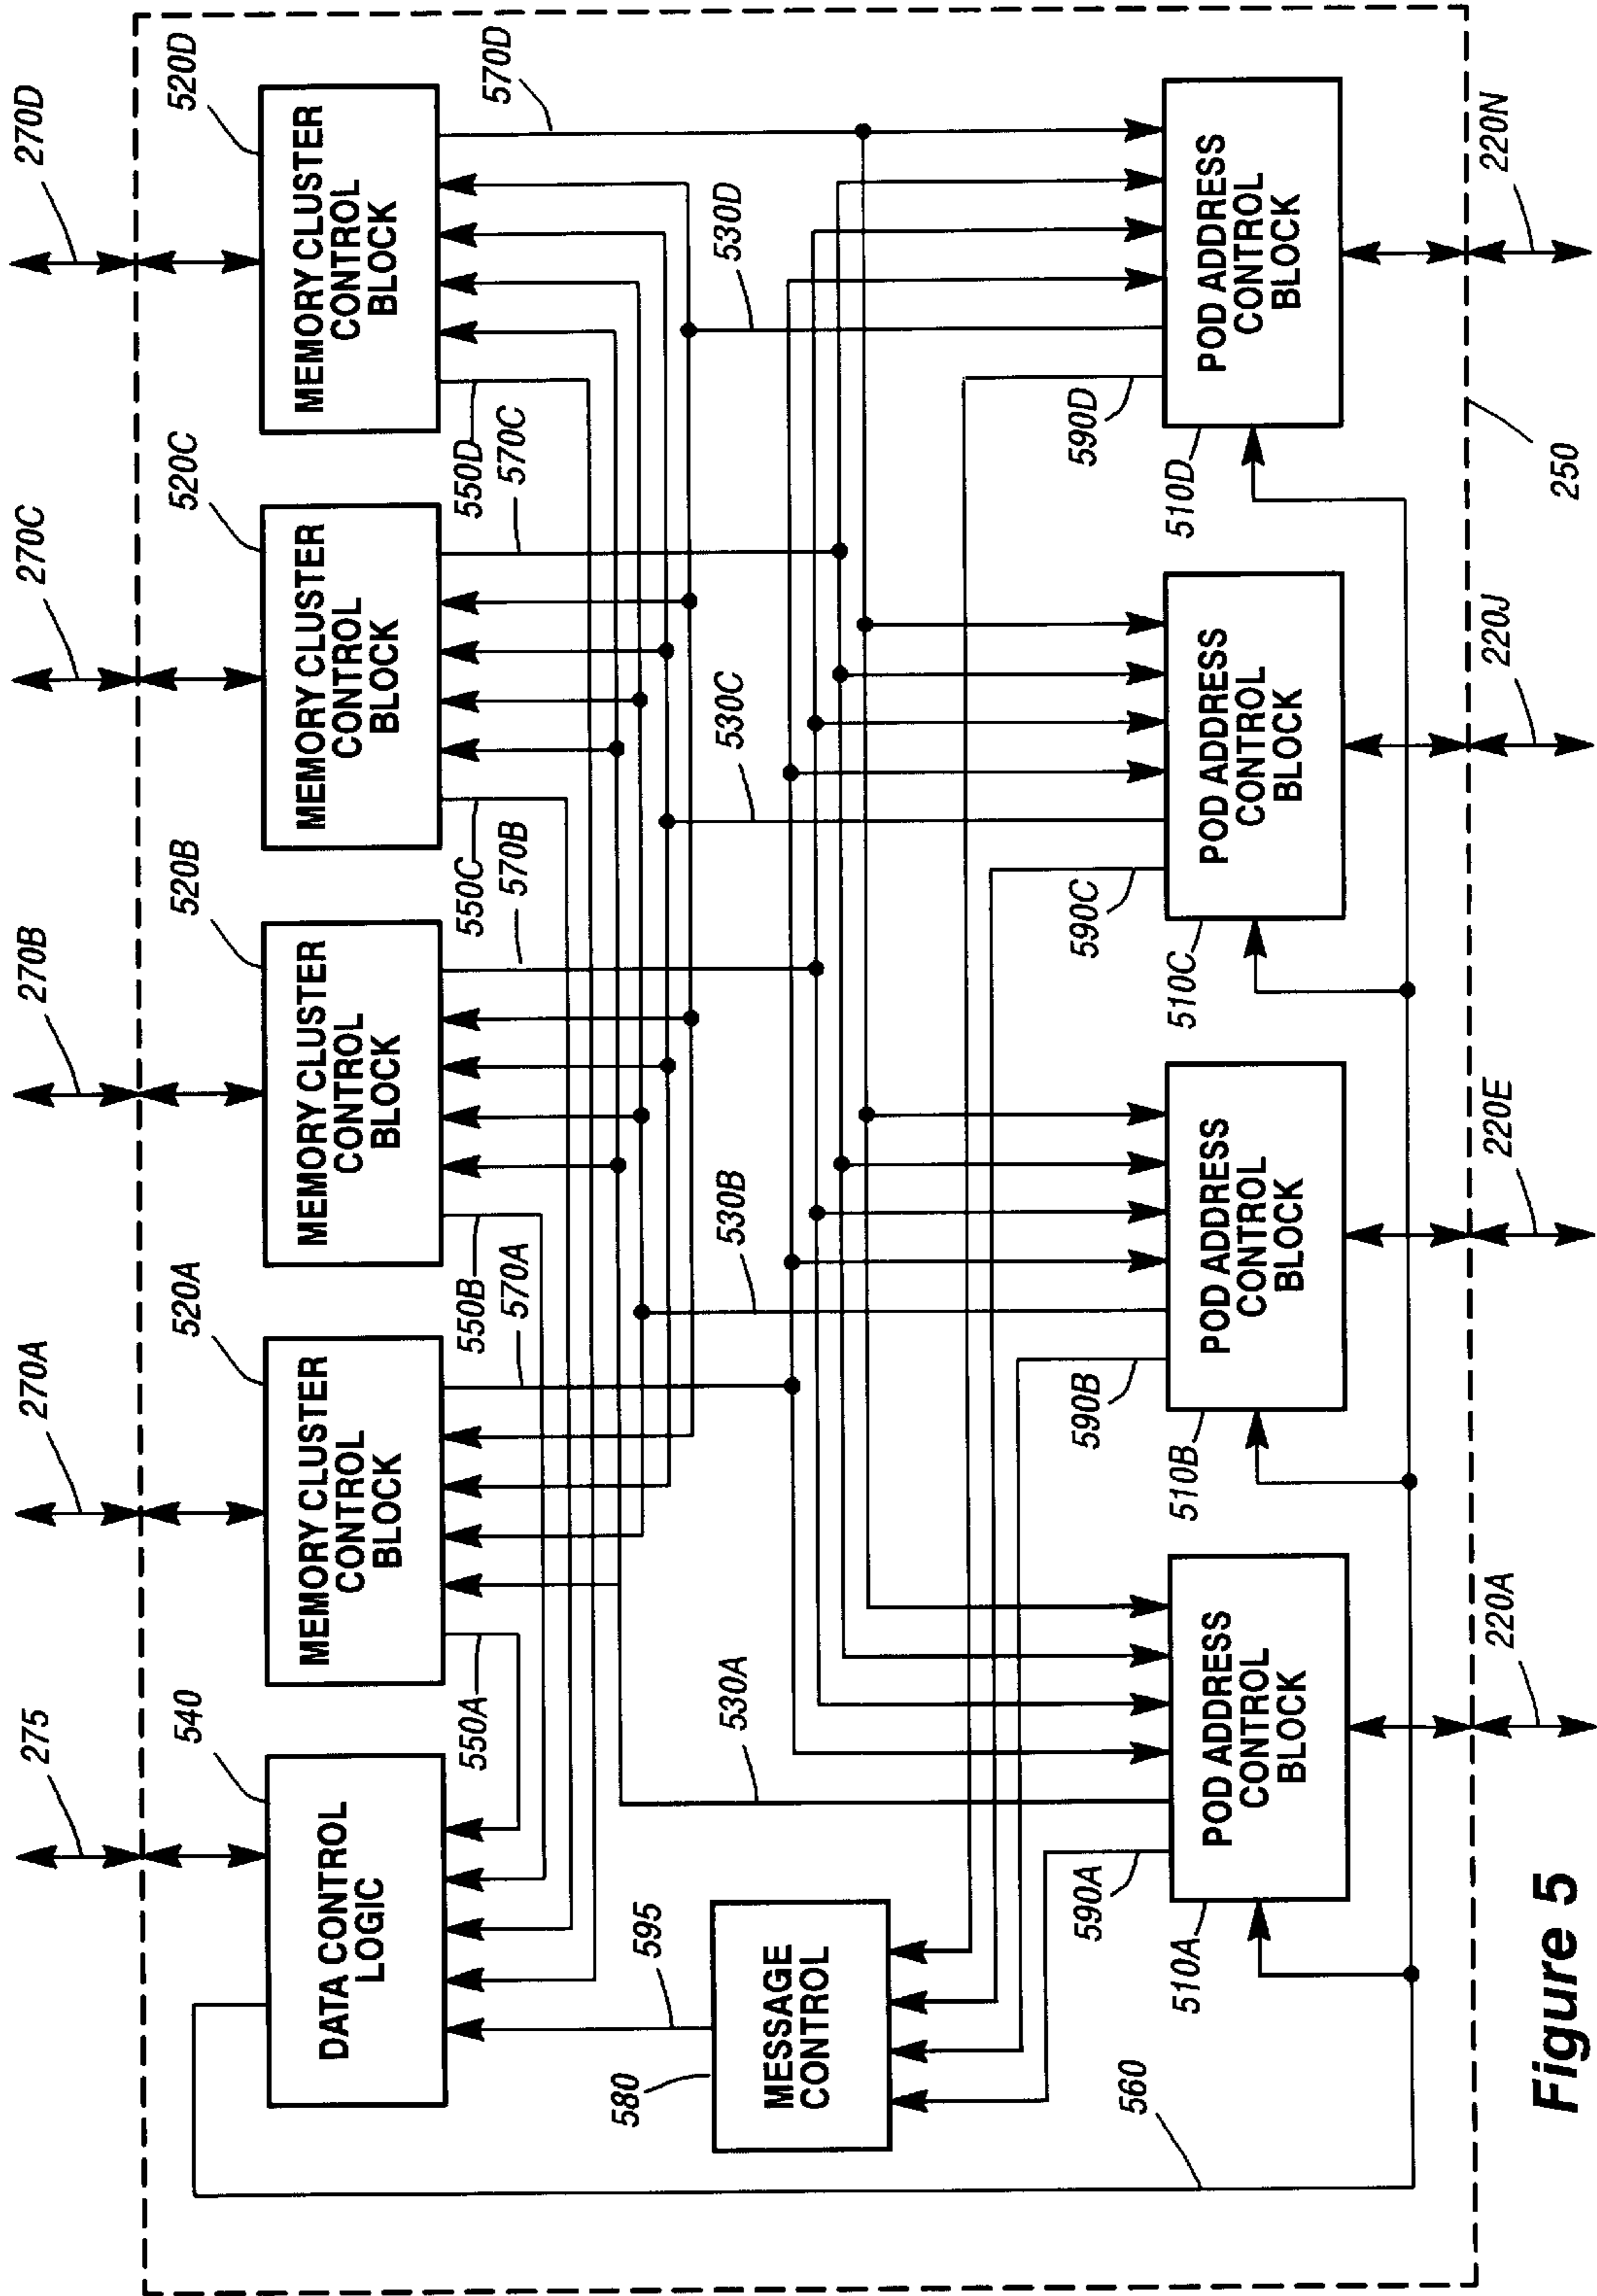 275
270A
270B
270C
270D
540
520A
520B
520C
520D
DATA CONTROL
LOGIC
MEMORY CLUSTER
CONTROL
BLOCK
MEMORY CLUSTER
CONTROL
BLOCK
MEMORY CLUSTER
CONTROL
BLOCK
MEMORY CLUSTER
CONTROL
BLOCK
550A
550B
570A
550C
570B
550D
570C
570D
595
580
MESSAGE
CONTROL
530A
530B
530C
530D
590A
590B
590C
590D
560
510A
510B
510C
510D
POD ADDRESS
CONTROL
BLOCK
POD ADDRESS
CONTROL
BLOCK
POD ADDRESS
CONTROL
BLOCK
POD ADDRESS
CONTROL
BLOCK
220A
220E
220J
220N
250
Figure 5